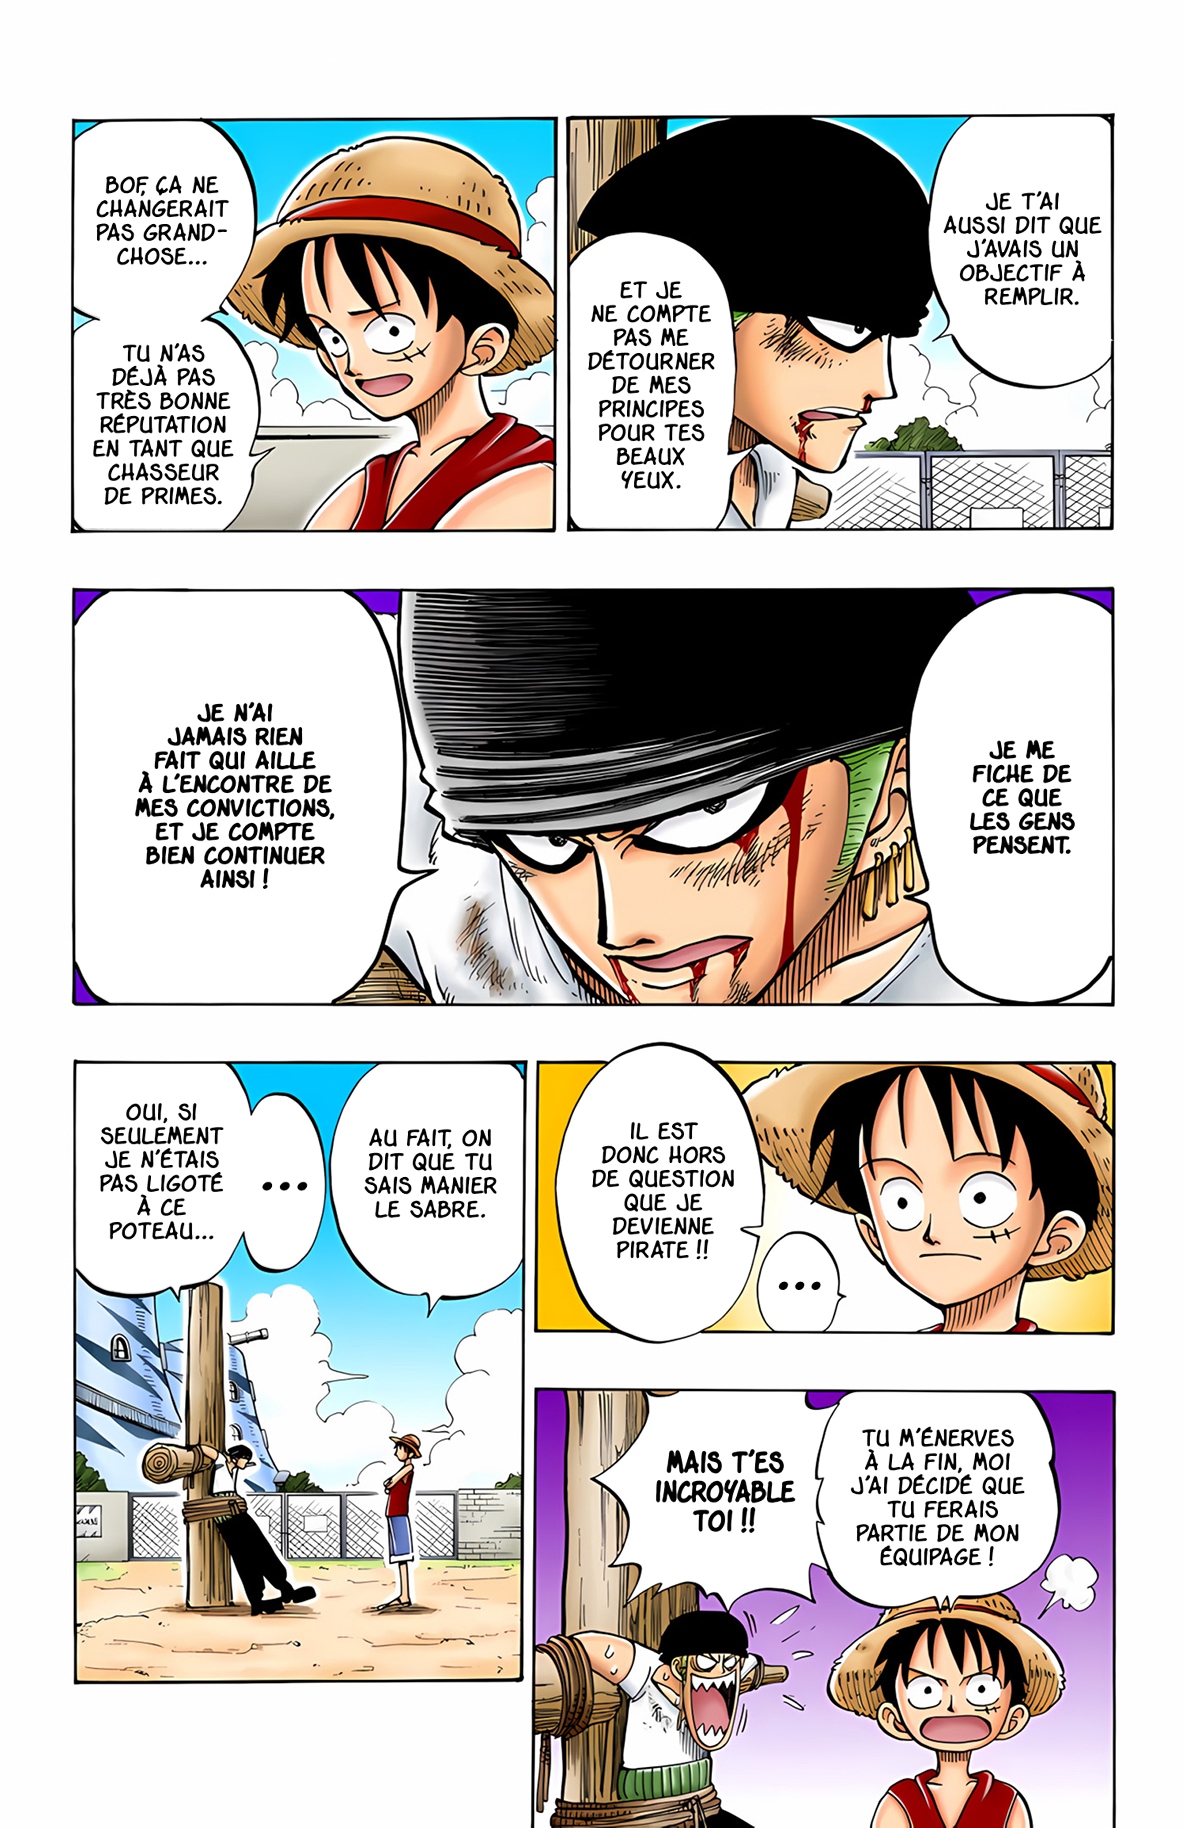 JE T'AI
AUSSI DIT QUE
J'AVAIS UN
OBJECTIF À
REMPLIR.
ET JE
NE COMPTE
PAS ME
DÉTOURNER
DE MES
PRINCIPES
POUR TES
BEAUX
YEUX.
BOF, ÇA NE
CHANGERAIT
PAS GRAND-
CHOSE...
TU N'AS
DÉJÀ PAS
TRÈS BONNE
RÉPUTATION
EN TANT QUE
CHASSEUR
DE PRIMES.
JE ME
FICHE DE
CE QUE
LES GENS
PENSENT.
JE N'AI
JAMAIS RIEN
FAIT QUI AILLE
À L'ENCONTRE DE
MES CONVICTIONS,
ET JE COMPTE
BIEN CONTINUER
AINSI !
IL EST
DONC HORS
DE QUESTION
QUE JE
DEVIENNE
PIRATE !!
...
TU M'ÉNERVES
À LA FIN, MOI
J'AI DÉCIDÉ QUE
TU FERAIS
PARTIE DE MON
ÉQUIPAGE !
MAIS T'ES
INCROYABLE
TOI !!
AU FAIT, ON
DIT QUE TU
SAIS MANIER
LE SABRE.
...
OUI, SI
SEULEMENT
JE N'ÉTAIS
PAS LIGOTÉ
À CE
POTEAU...